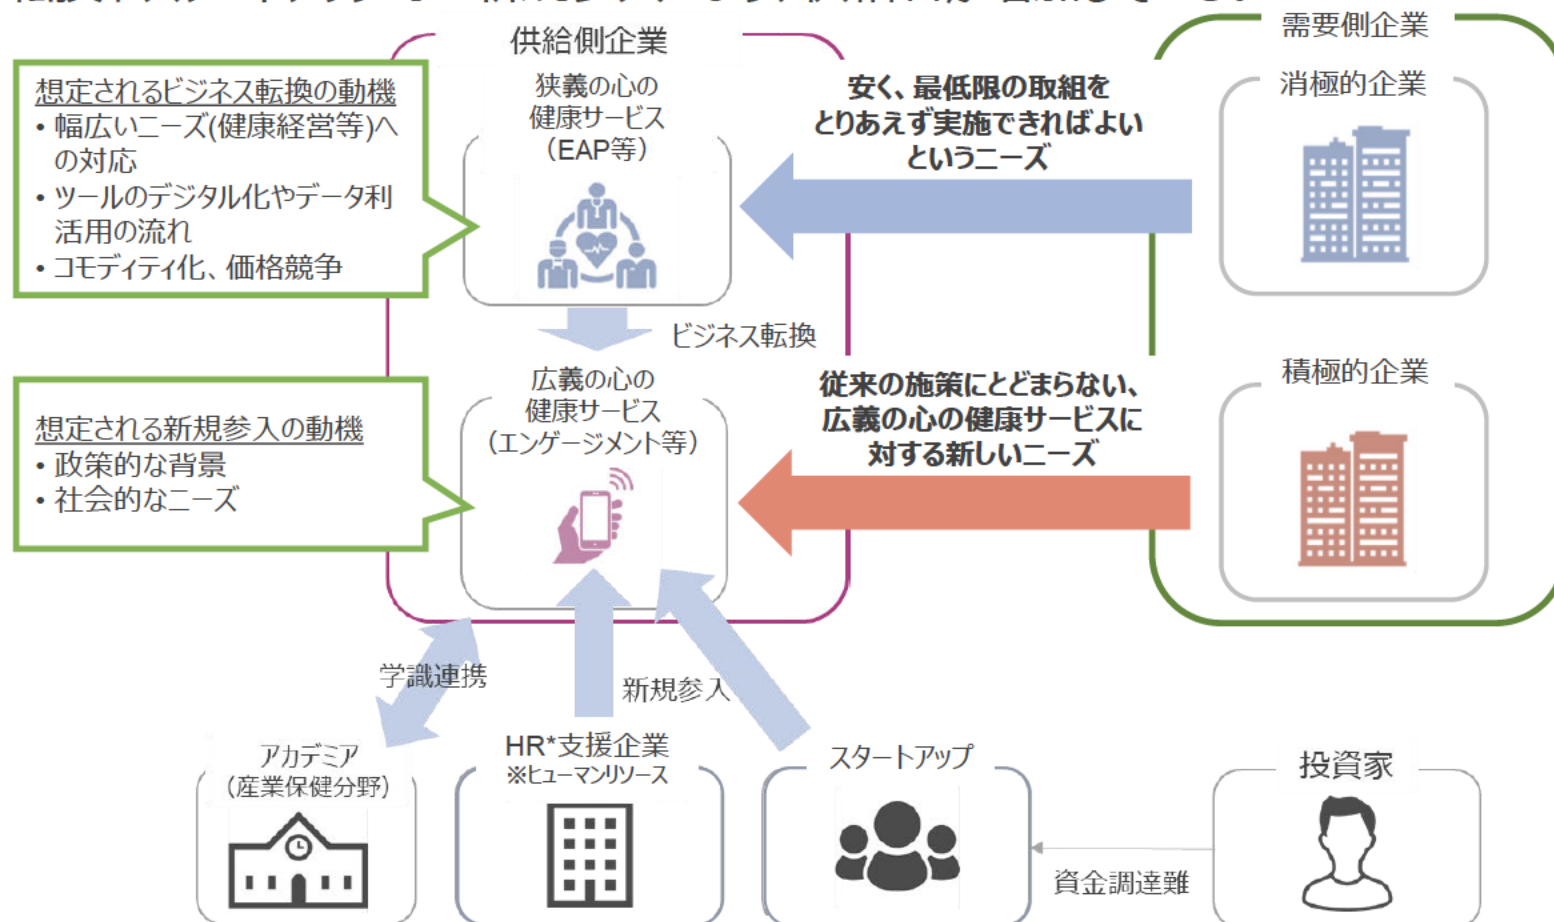 供給側企業
需要側企業
想定されるビジネス転換の動機
• 幅広いニーズ(健康経営等)へ
の対応
• ツールのデジタル化やデータ利
活用の流れ
• コモディティ化、価格競争
狭義の心の
健康サービス
（EAP等）
安く、最低限の取組を
とりあえず実施できればよい
というニーズ
消極的企業
ビジネス転換
想定される新規参入の動機
• 政策的な背景
• 社会的なニーズ
広義の心の
健康サービス
（エンゲージメント等）
従来の施策にとどまらない、
広義の心の健康サービスに
対する新しいニーズ
積極的企業
学識連携
新規参入
アカデミア
（産業保健分野）
HR*支援企業
※ヒューマンリソース
スタートアップ
投資家
資金調達難